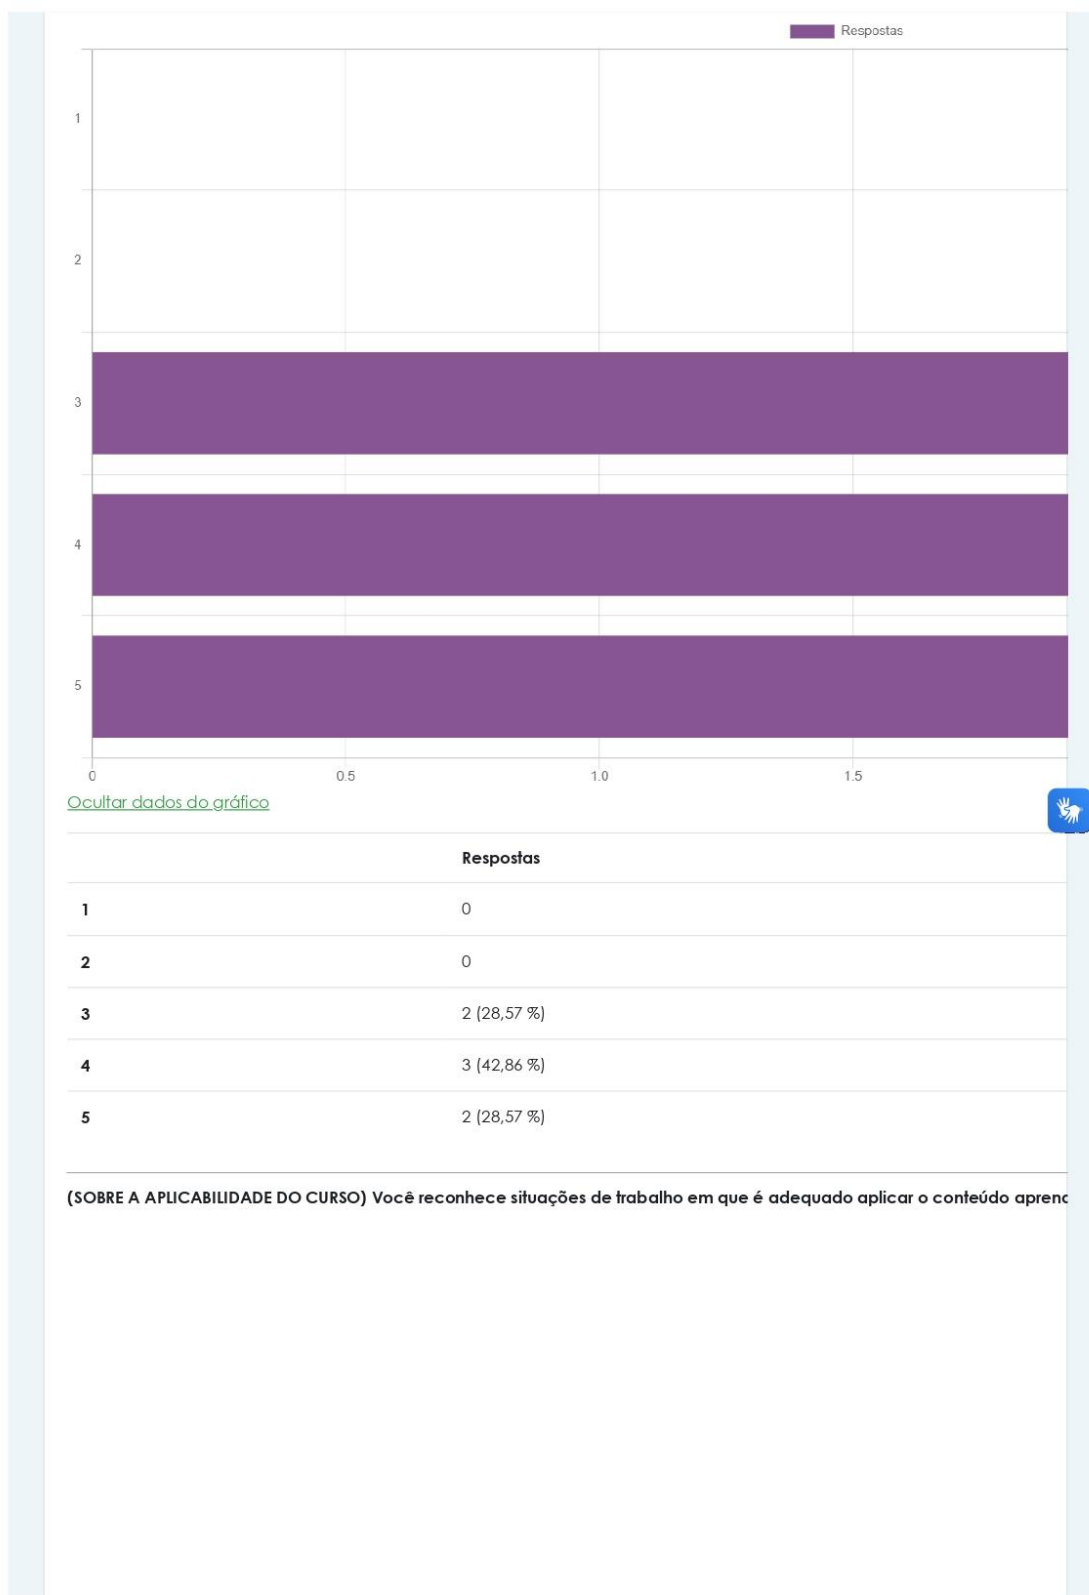 Respostas
1
2
3
4
5
0 0.5 1.0 1.5
Ocultar dados do gráfico
Respostas
1 0
2 0
3 2 (28,57 %)
4 3 (42,86 %)
5 2 (28,57 %)
(SOBRE A APLICABILIDADE DO CURSO) Você reconhece situações de trabalho em que é adequado aplicar o conteúdo